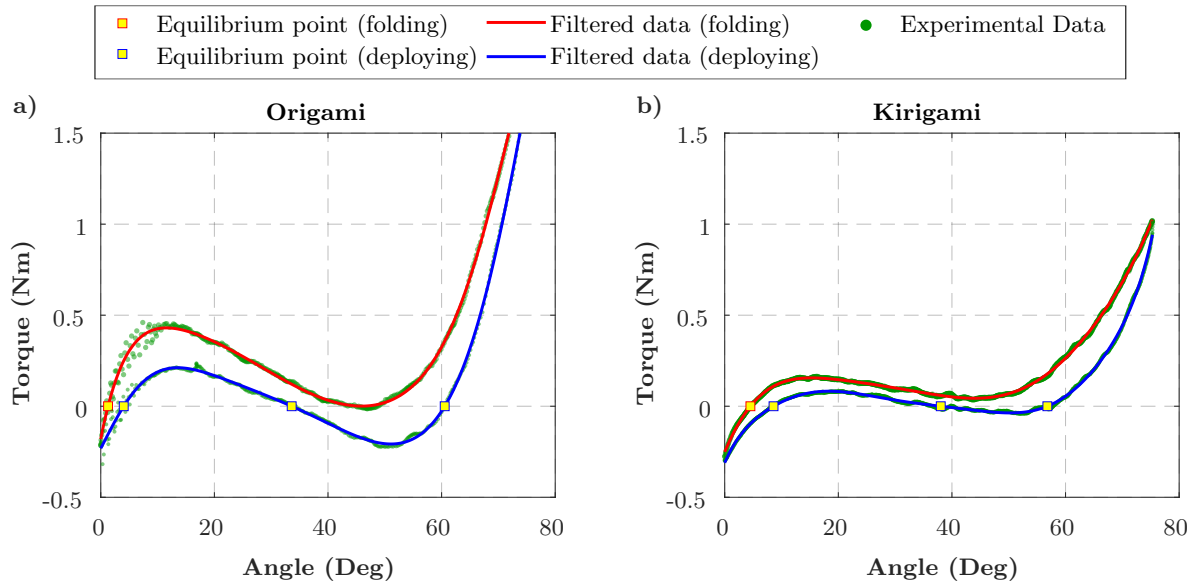 Equilibrium point (folding) Filtered data (folding) Experimental Data
Equilibrium point (deploying) Filtered data (deploying)
a) Origami
1.5
1
0.5
0
-0.5
Torque (Nm)
0 20 40 60 80
Angle (Deg)
b) Kirigami
1.5
1
0.5
0
-0.5
Torque (Nm)
0 20 40 60 80
Angle (Deg)